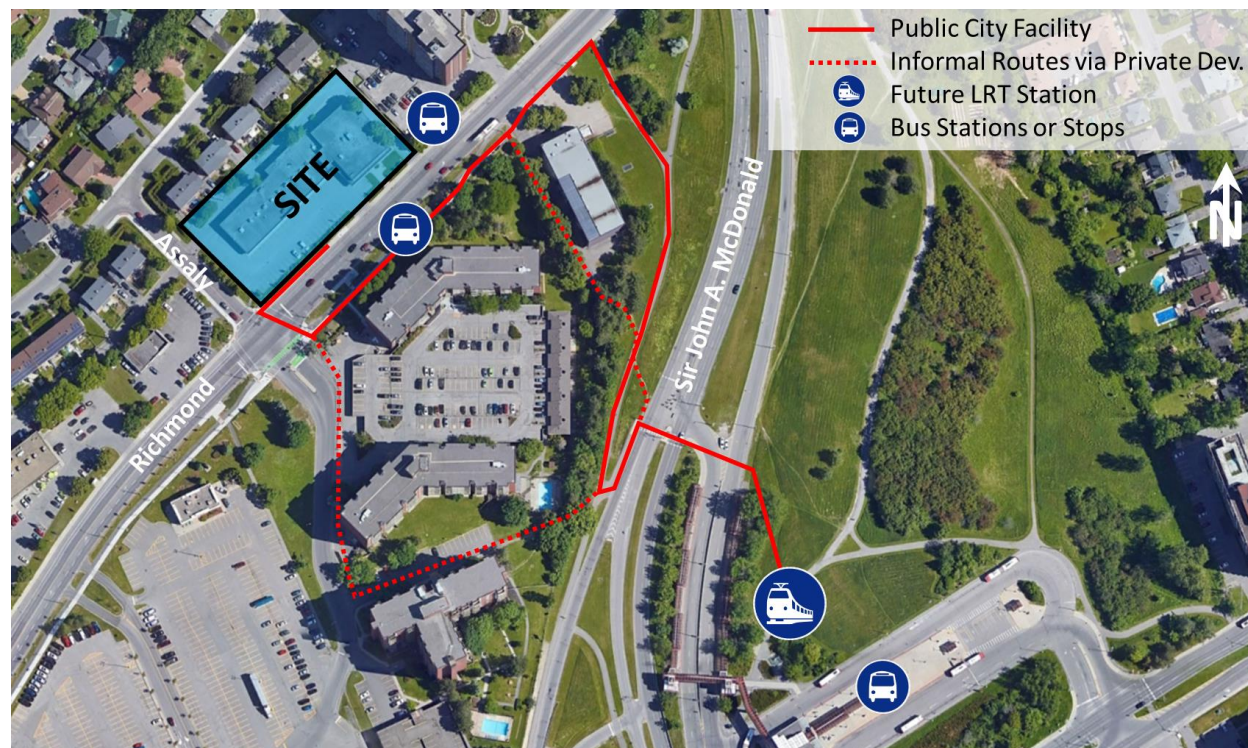 Public City Facility
Informal Routes via Private Dev.
Future LRT Station
Bus Stations or Stops
N
SITE
Assaly
Richmond
Sir John A. McDonald